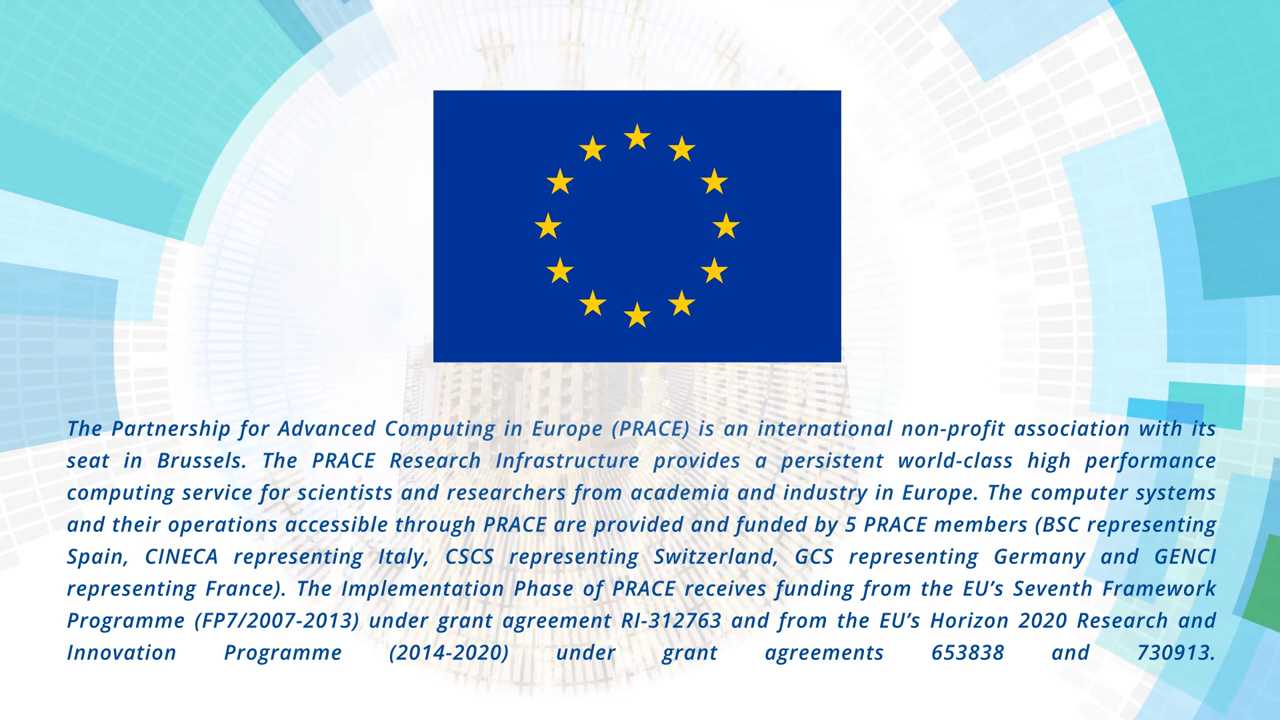 The Partnership for Advanced Computing in Europe (PRACE) is an international non-profit association with its
seat in Brussels. The PRACE Research Infrastructure provides a persistent world-class high performance
computing service for scientists and researchers from academia and industry in Europe. The computer systems
and their operations accessible through PRACE are provided and funded by 5 PRACE members (BSC representing
Spain, CINECA representing Italy, CSCS representing Switzerland, GCS representing Germany and GENCI
representing France). The Implementation Phase of PRACE receives funding from the EU’s Seventh Framework
Programme (FP7/2007-2013) under grant agreement RI-312763 and from the EU’s Horizon 2020 Research and
Innovation Programme (2014-2020) under grant agreements 653838 and 730913.